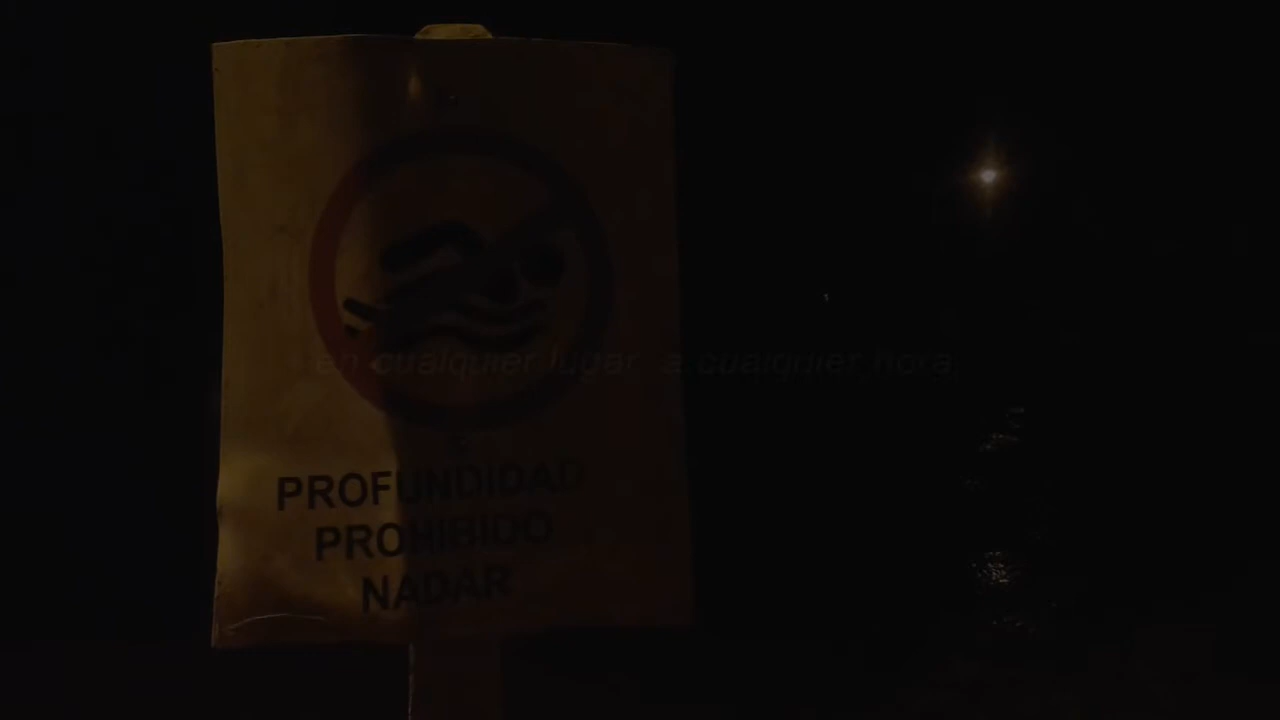 en cualquier lugar, a cualquier hora,
PROFUNDIDAD
PROHIBIDO
NADAR